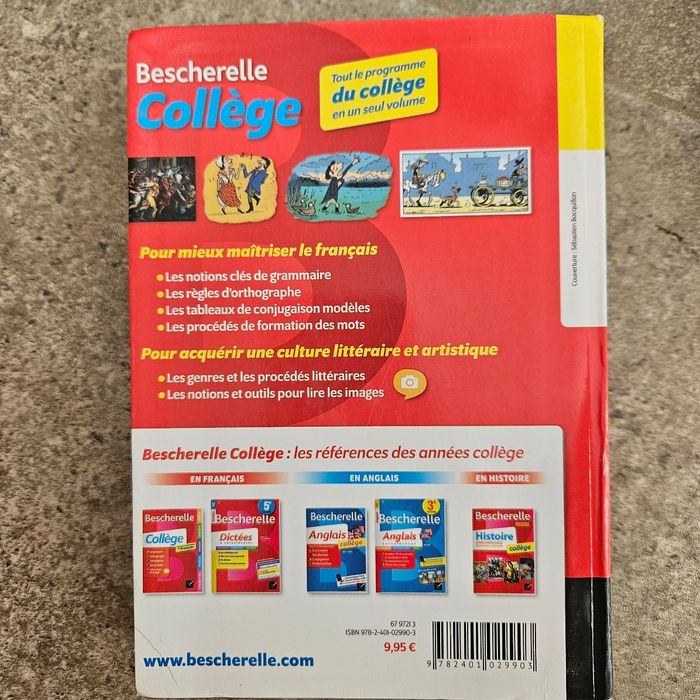 Bescherelle
Collège
Tout le programme
du collège
en un seul volume
Couverture : Sébastien Bocquillon
Pour mieux maîtriser le français
• Les notions clés de grammaire
• Les règles d'orthographe
• Les tableaux de conjugaison modèles
• Les procédés de formation des mots
Pour acquérir une culture littéraire et artistique
• Les genres et les procédés littéraires
• Les notions et outils pour lire les images
Bescherelle Collège : les références des années collège
EN FRANÇAIS
EN ANGLAIS
EN HISTOIRE
Bescherelle
Collège
Bescherelle
5e
Dictées
Bescherelle
Anglais
collège
Bescherelle
3e
Anglais
Bescherelle
Histoire
collège
67 9721 3
ISBN 978-2-401-02990-3
9,95 €
9 782401 029903
www.bescherelle.com